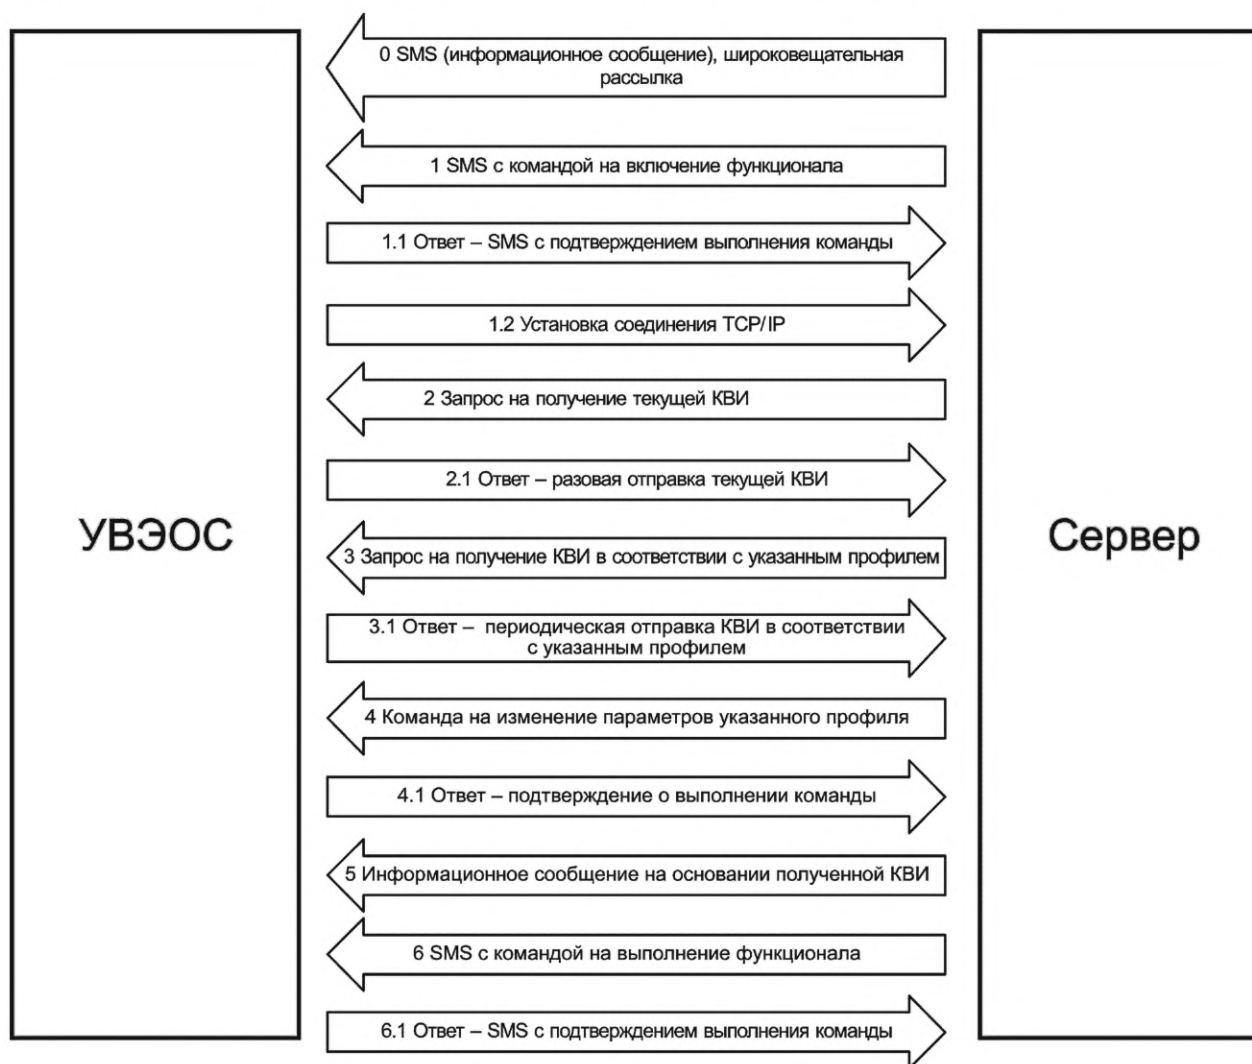 0 SMS (информационное сообщение), широковещательная
рассылка
1 SMS с командой на включение функционала
1.1 Ответ – SMS с подтверждением выполнения команды
1.2 Установка соединения TCP/IP
2 Запрос на получение текущей КВИ
2.1 Ответ – разовая отправка текущей КВИ
УВЭОС
Сервер
3 Запрос на получение КВИ в соответствии с указанным профилем
3.1 Ответ – периодическая отправка КВИ в соответствии
с указанным профилем
4 Команда на изменение параметров указанного профиля
4.1 Ответ – подтверждение о выполнении команды
5 Информационное сообщение на основании полученной КВИ
6 SMS с командой на выполнение функционала
6.1 Ответ – SMS с подтверждением выполнения команды